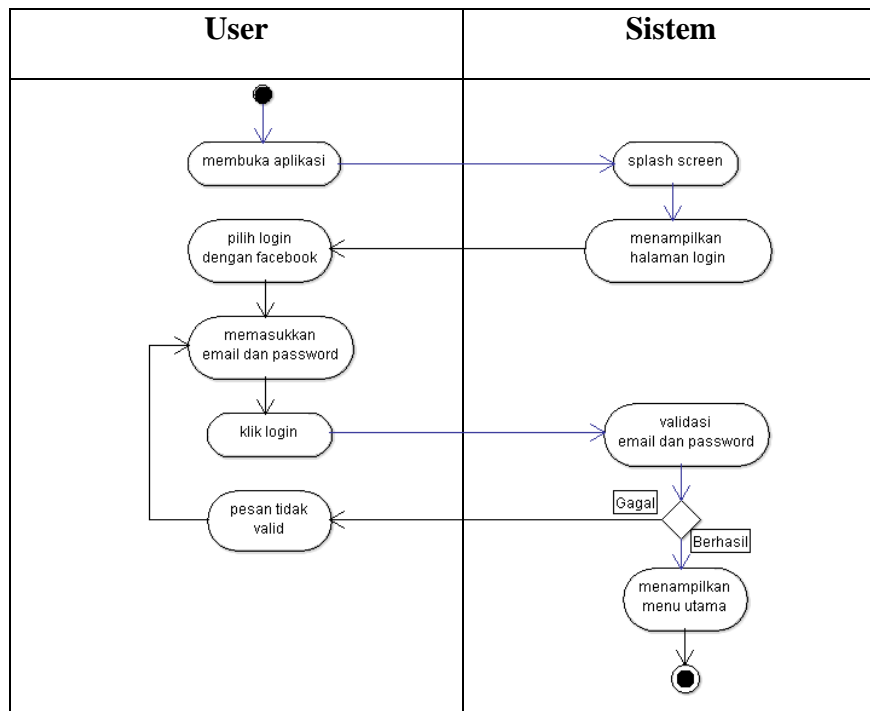 User
Sistem
membuka aplikasi
splash screen
pilih login
dengan facebook
menampilkan
halaman login
memasukkan
email dan password
klik login
validasi
email dan password
pesan tidak
valid
Gagal
Berhasil
menampilkan
menu utama